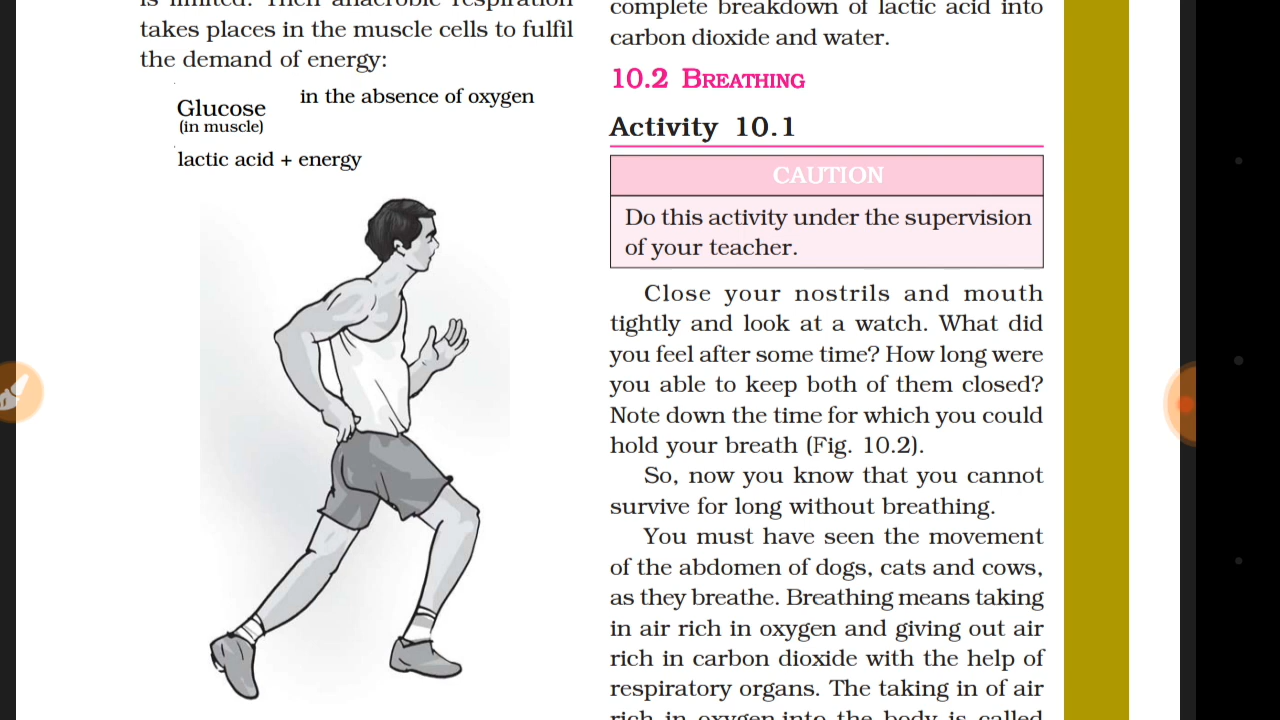 is limited. Then anaerobic respiration
takes places in the muscle cells to fulfil
the demand of energy:
Glucose in the absence of oxygen
(in muscle)
lactic acid + energy
complete breakdown of lactic acid into
carbon dioxide and water.
10.2 BREATHING
Activity 10.1
CAUTION
Do this activity under the supervision
of your teacher.
Close your nostrils and mouth
tightly and look at a watch. What did
you feel after some time? How long were
you able to keep both of them closed?
Note down the time for which you could
hold your breath (Fig. 10.2).
So, now you know that you cannot
survive for long without breathing.
You must have seen the movement
of the abdomen of dogs, cats and cows,
as they breathe. Breathing means taking
in air rich in oxygen and giving out air
rich in carbon dioxide with the help of
respiratory organs. The taking in of air
rich in oxygen into the body is called